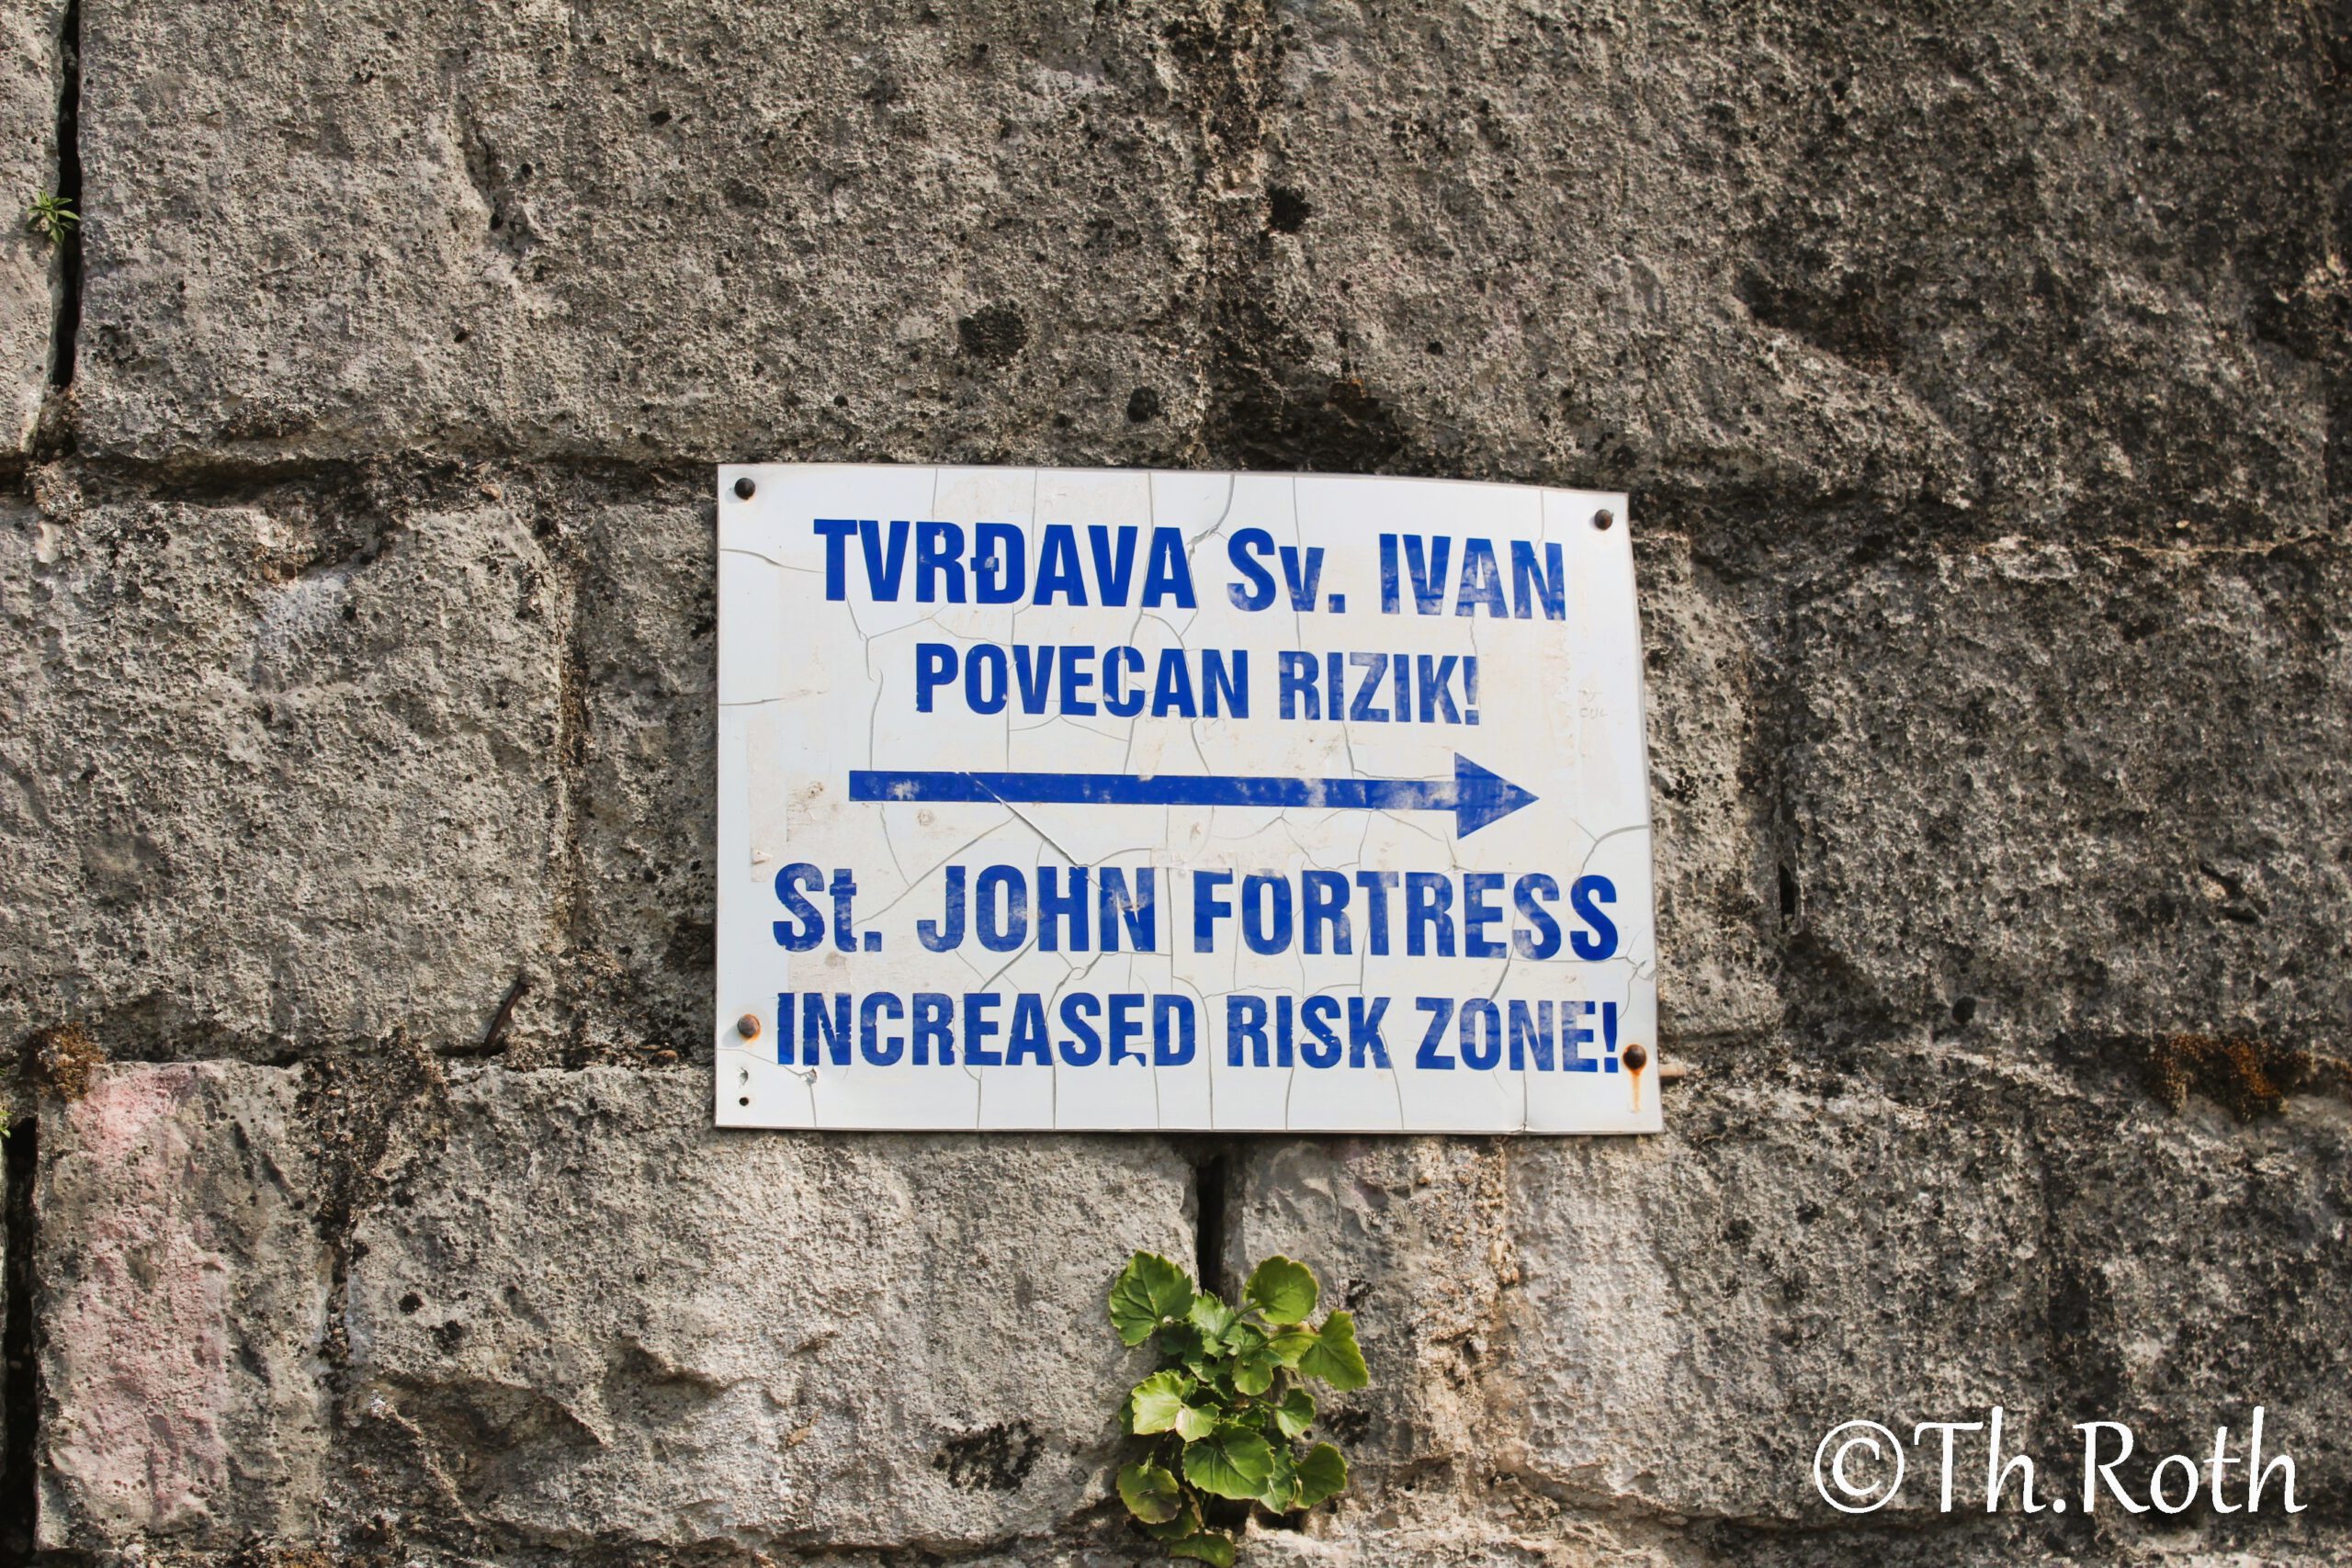 TVRĐAVA Sv. IVAN
POVECAN RIZIK!
St. JOHN FORTRESS
INCREASED RISK ZONE!
©Th.Roth